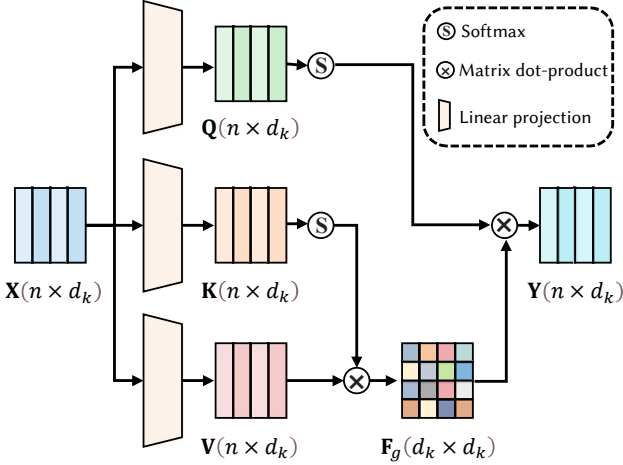 Ⓢ Softmax
⊗ Matrix dot-product
Linear projection
S
Q(n × d_k)
S
X(n × d_k)
K(n × d_k)
Y(n × d_k)
V(n × d_k)
F_g(d_k × d_k)